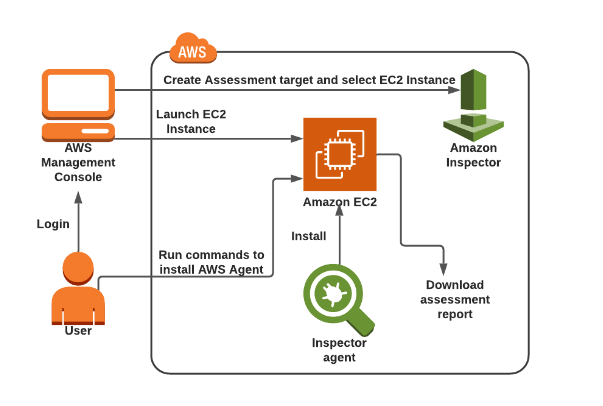 AWS
Create Assessment target and select EC2 Instance
Launch EC2
Instance
AWS
Management
Console
Amazon
Inspector
Amazon EC2
Login
Install
Run commands to
install AWS Agent
Download
assessment
report
User
Inspector
agent